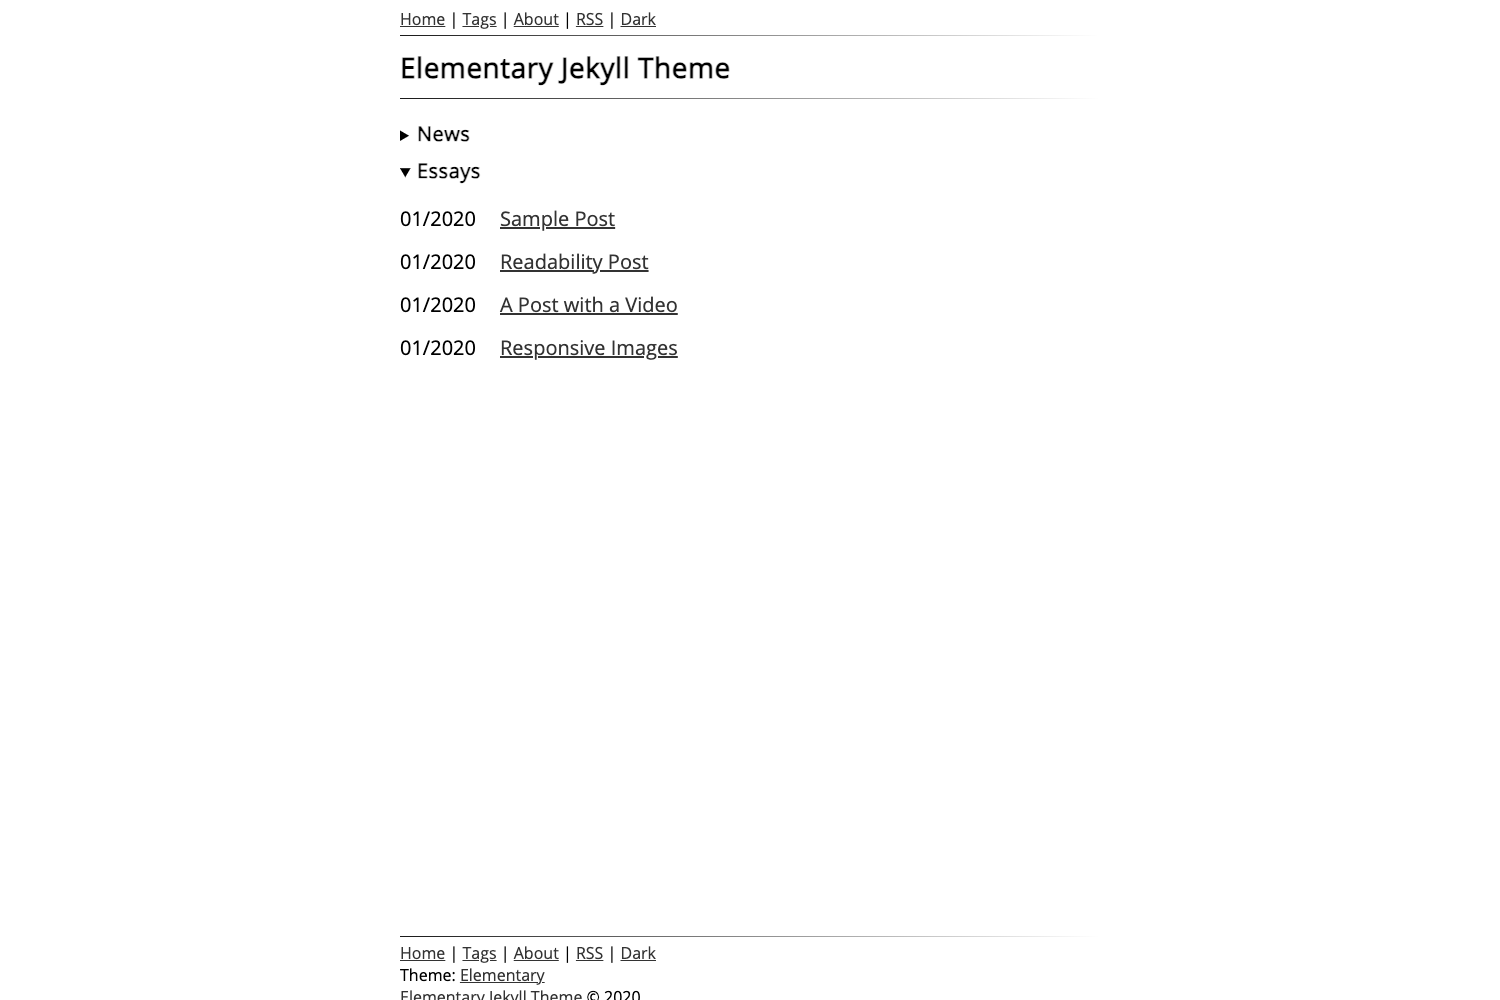 Home | Tags | About | RSS | Dark
Elementary Jekyll Theme
News
Essays
01/2020 Sample Post
01/2020 Readability Post
01/2020 A Post with a Video
01/2020 Responsive Images
Home | Tags | About | RSS | Dark
Theme: Elementary
Elementary Jekyll Theme © 2020